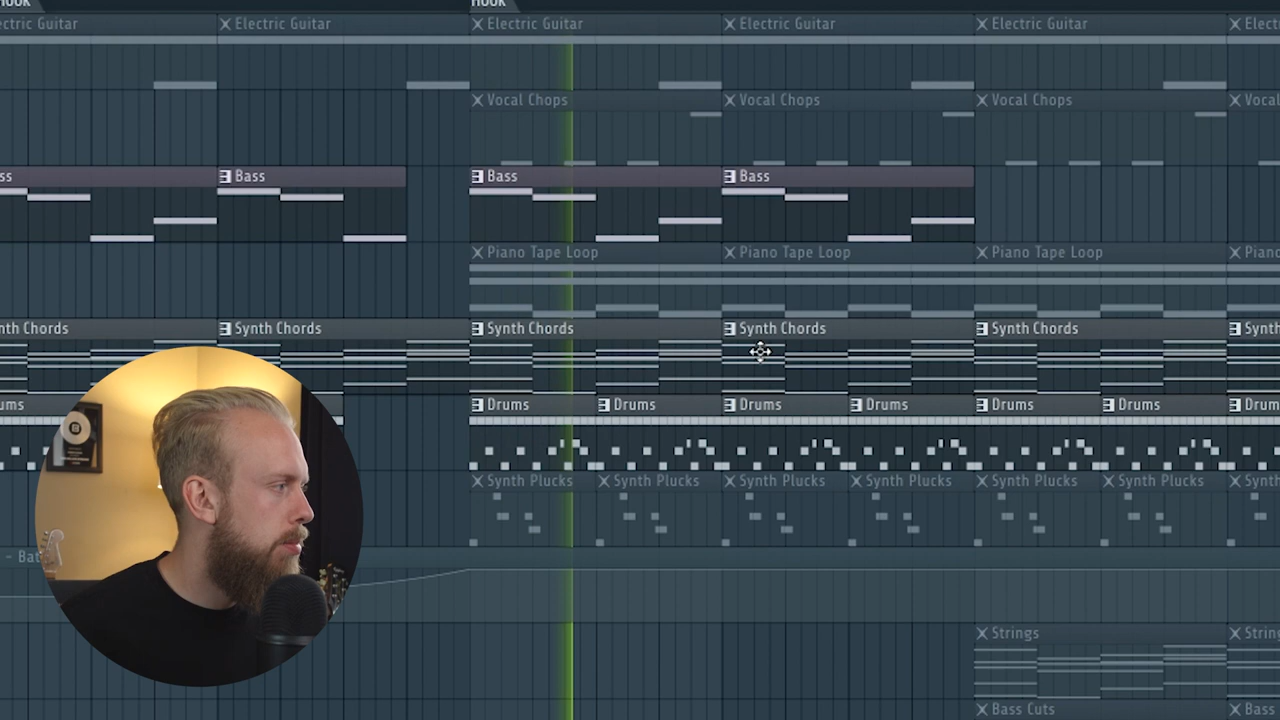 Hook Hook
ectric Guitar Electric Guitar Electric Guitar Electric Guitar Electric Guitar Elect
Vocal Chops Vocal Chops Vocal Chops Vocal
ss Bass Bass Bass
Piano Tape Loop Piano Tape Loop Piano Tape Loop Piano
nth Chords Synth Chords Synth Chords Synth Chords Synth Chords Synth
ums Drums Drums Drums Drums Drums Drums Drum
Synth Plucks Synth Plucks Synth Plucks Synth Plucks Synth Plucks Synth Plucks Synth
- Bat
Strings Strin
Bass Cuts Bass